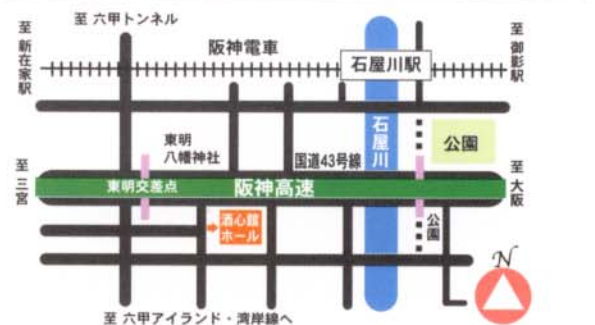 至 六甲トンネル
至 新在家駅
阪神電車
石屋川駅
至 御影駅
東明
八幡神社
国道43号線
石屋川
公園
至 三宮
東明交差点
阪神高速
至 大阪
酒心館
ホール
公園
N
至 六甲アイランド・湾岸線へ